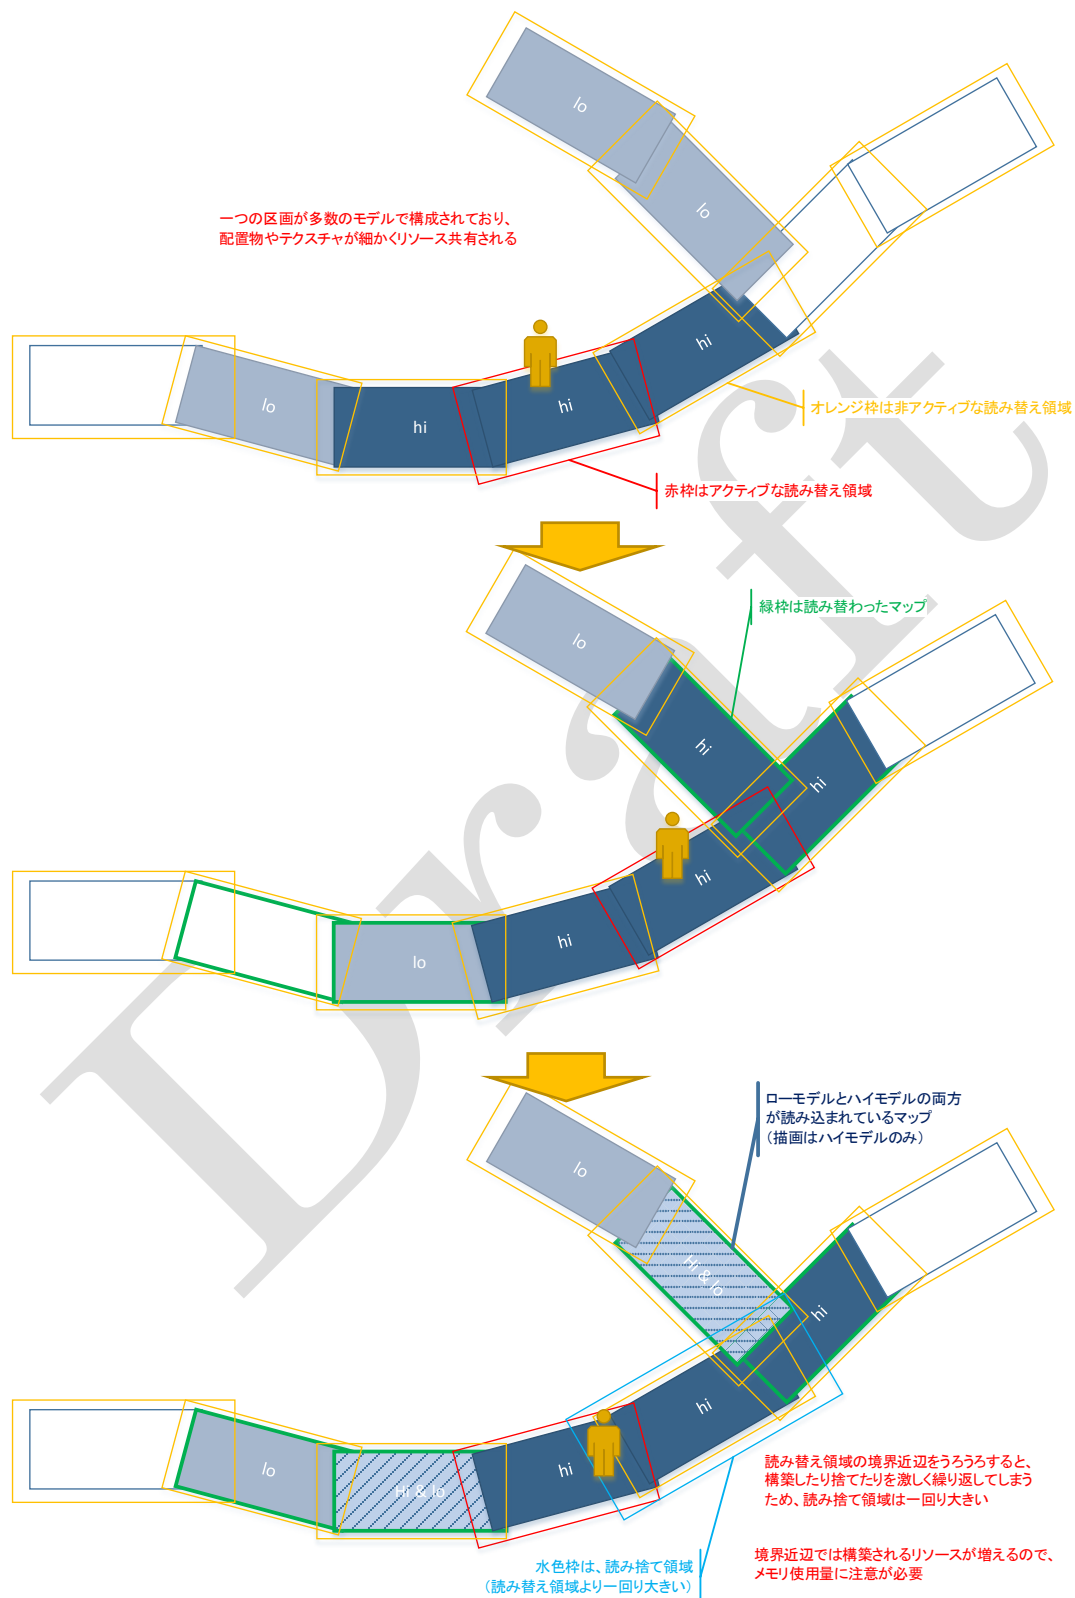 lo
lo
一つの区画が多数のモデルで構成されており、
配置物やテクスチャが細かくリソース共有される
hi
lo
hi
hi
オレンジ枠は非アクティブな読み替え領域
赤枠はアクティブな読み替え領域
緑枠は読み替わったマップ
lo
hi
hi
hi
hi
lo
Draft
ローモデルとハイモデルの両方
が読み込まれているマップ
（描画はハイモデルのみ）
lo
Hi & lo
hi
hi
lo
Hi & lo
hi
読み替え領域の境界近辺をうろうろすると、
構築したり捨てたりを激しく繰り返してしまう
ため、読み捨て領域は一回り大きい
水色枠は、読み捨て領域
（読み替え領域より一回り大きい）
境界近辺では構築されるリソースが増えるので、
メモリ使用量に注意が必要